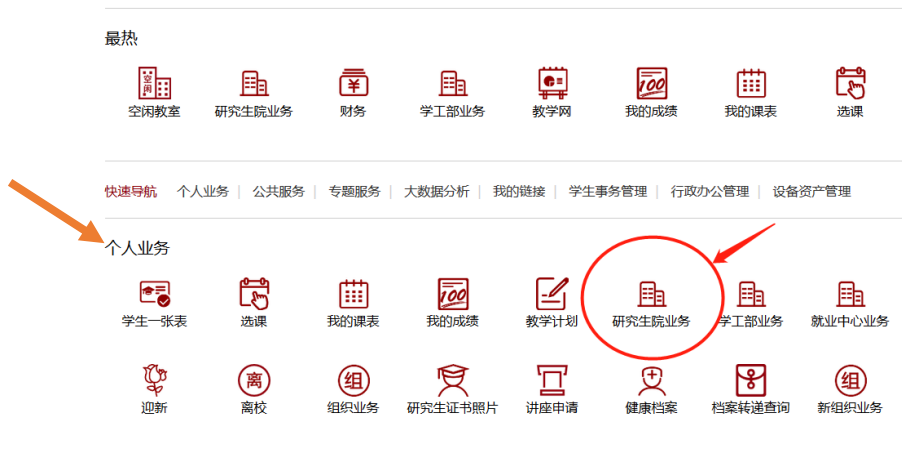 最热
空闲
100
空闲教室 研究生院业务 财务 学工部业务 教学网 我的成绩 我的课表 选课
快速导航 个人业务 | 公共服务 | 专题服务 | 大数据分析 | 我的链接 | 学生事务管理 | 行政办公管理 | 设备资产管理
个人业务
100
学生一张表 选课 我的课表 我的成绩 教学计划 研究生院业务 学工部业务 就业中心业务
离 组 组
迎新 离校 组织业务 研究生证书照片 讲座申请 健康档案 档案转递查询 新组织业务